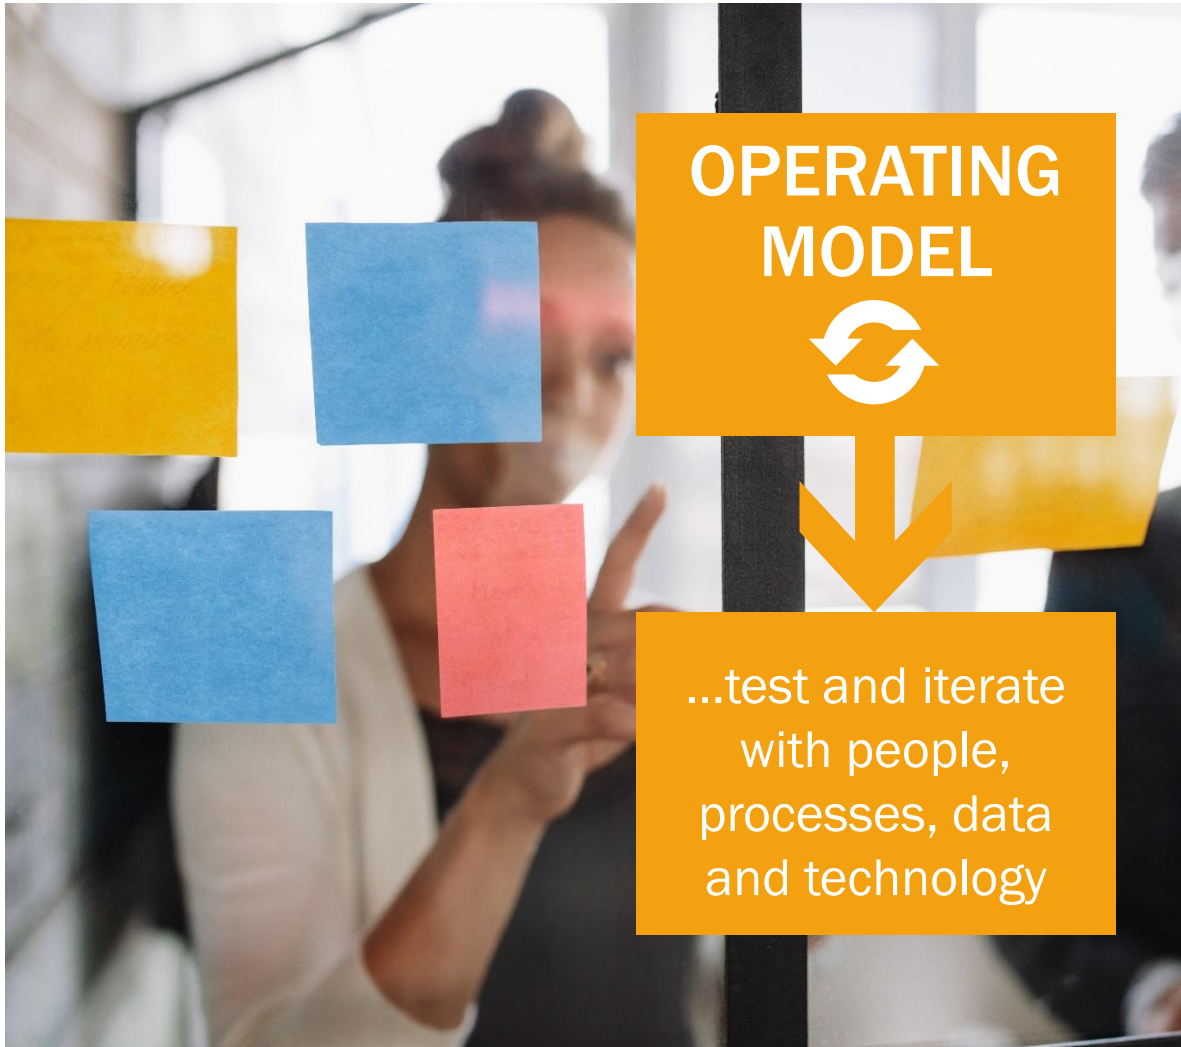 OPERATING
MODEL
...test and iterate
with people,
processes, data
and technology